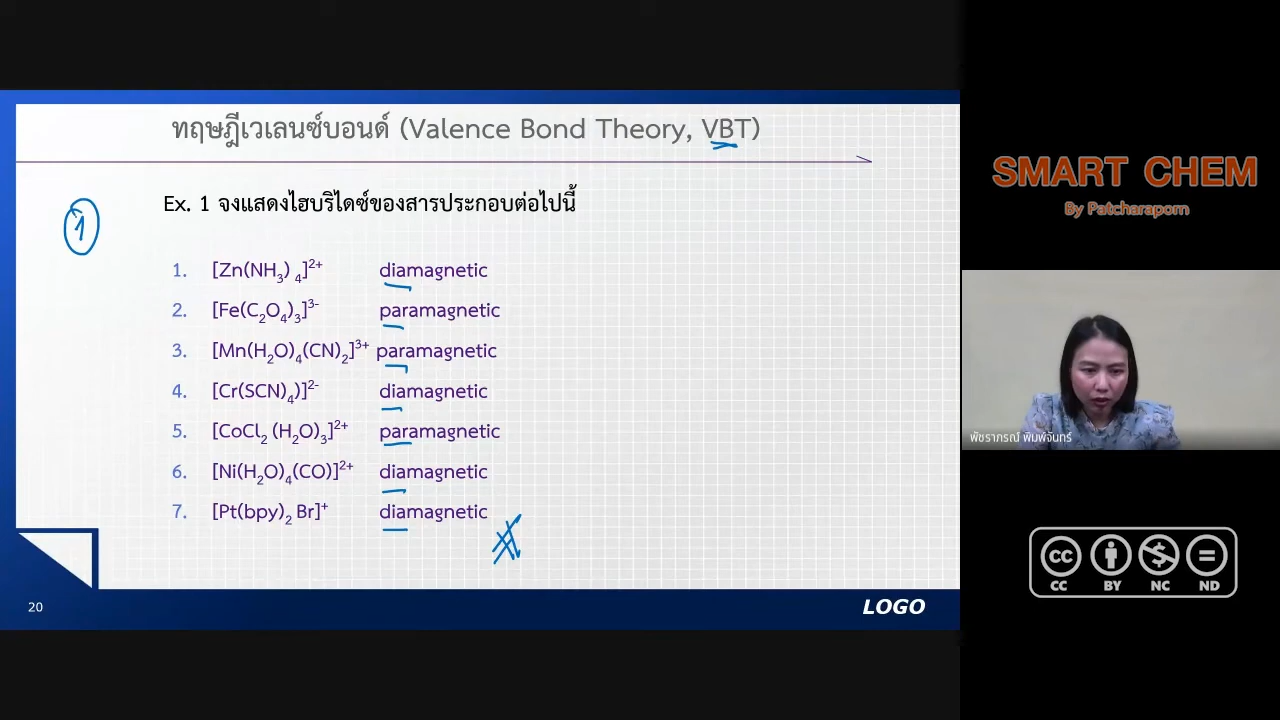 ทฤษฎีเวเลนซ์บอนด์ (Valence Bond Theory, VBT)
1
Ex. 1 จงแสดงไฮบริไดซ์ของสารประกอบต่อไปนี้
1. [Zn(NH3) 4]2+ diamagnetic
2. [Fe(C2O4)3]3- paramagnetic
3. [Mn(H2O)4(CN)2]3+ paramagnetic
4. [Cr(SCN)4)]2- diamagnetic
5. [CoCl2 (H2O)3]2+ paramagnetic
6. [Ni(H2O)4(CO)]2+ diamagnetic
7. [Pt(bpy)2 Br]+ diamagnetic
20
LOGO
SMART CHEM
By Patcharaporn
พัชราภรณ์ พิมพ์จันทร์
CC BY NC ND